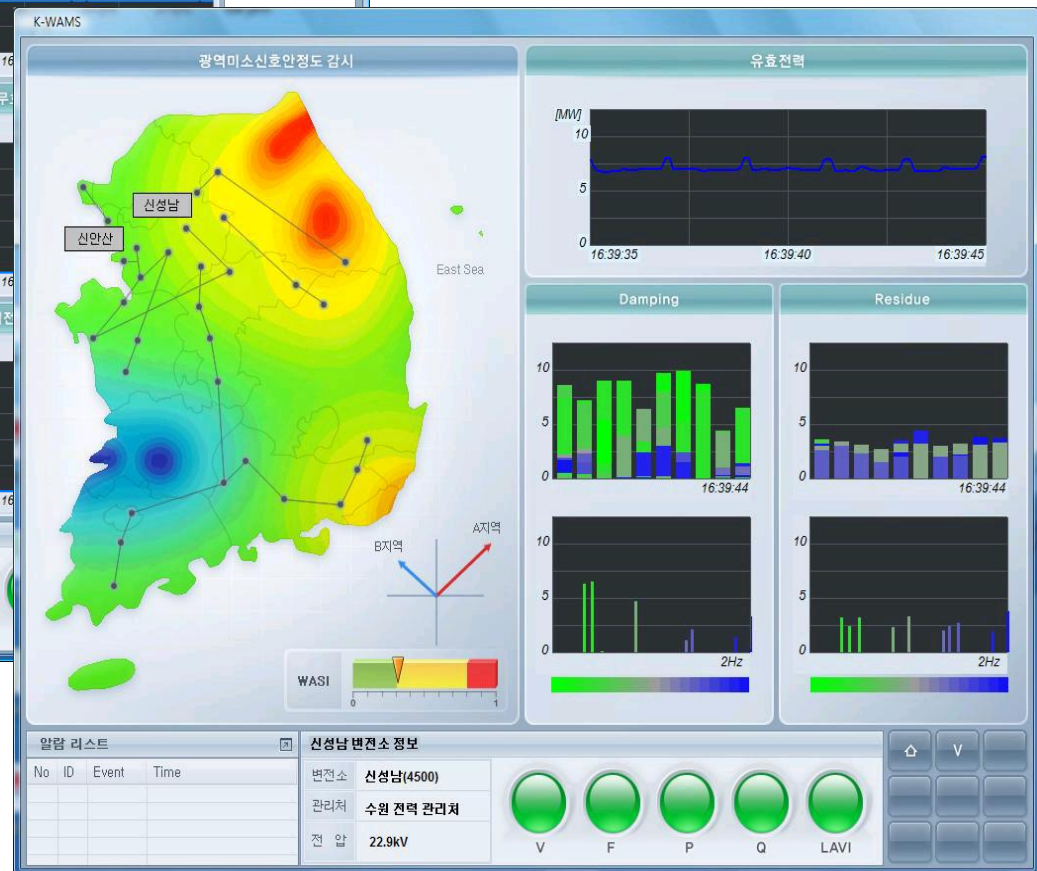 K-WAMS
광역미소신호안정도 감시
신성남
신안산
East Sea
A지역
B지역
WASI
0
1
유효전력
[MW]
10
5
0
16:39:35
16:39:40
16:39:45
Damping
10
5
0
16:39:44
10
5
0
2Hz
Residue
10
5
0
16:39:44
10
5
0
2Hz
알람 리스트
No ID Event Time
신성남 변전소 정보
변전소 신성남(4500)
관리처 수원 전력 관리처
전 압 22.9kV
V F P Q LAVI
V
16
16
16